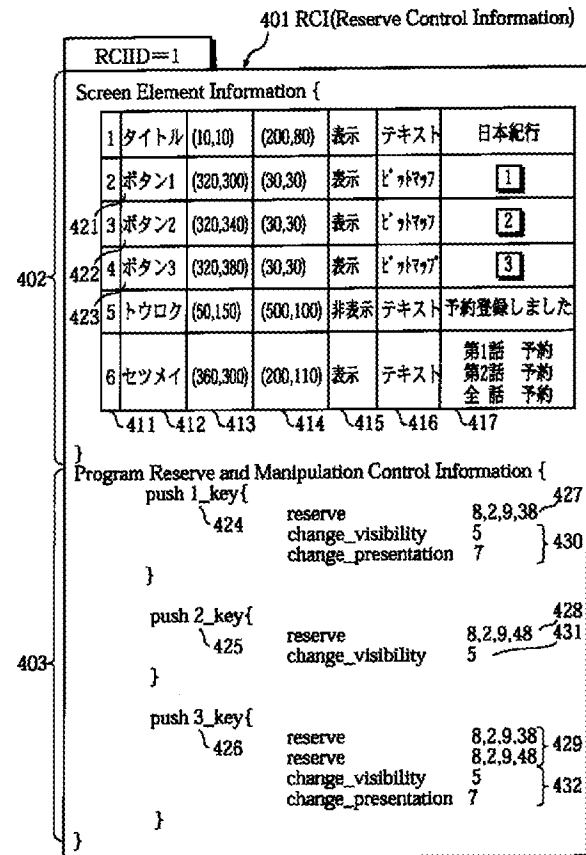 401 RCI(Reserve Control Information)
RCIID=1
Screen Element Information {
1 タイトル (10,10) (200,80) 表示 テキスト 日本紀行
2 ボタン1 (320,300) (30,30) 表示 ビットマップ 1
421 3 ボタン2 (320,340) (30,30) 表示 ビットマップ 2
402 422 4 ボタン3 (320,380) (30,30) 表示 ビットマップ 3
423 5 トウロク (50,150) (500,100) 非表示 テキスト 予約登録しました
6 セツメイ (360,300) (200,110) 表示 テキスト 第1話 予約
第2話 予約
全 話 予約
411 412 413 414 415 416 417
}
Program Reserve and Manipulation Control Information {
push 1_key{ 427
424 reserve 8,2,9,38
change_visibility 5 430
change_presentation 7
}
push 2_key{ 428
425 reserve 8,2,9,48 431
403 change_visibility 5
}
push 3_key{
426 reserve 8,2,9,38 429
reserve 8,2,9,48
change_visibility 5 432
change_presentation 7
}
}